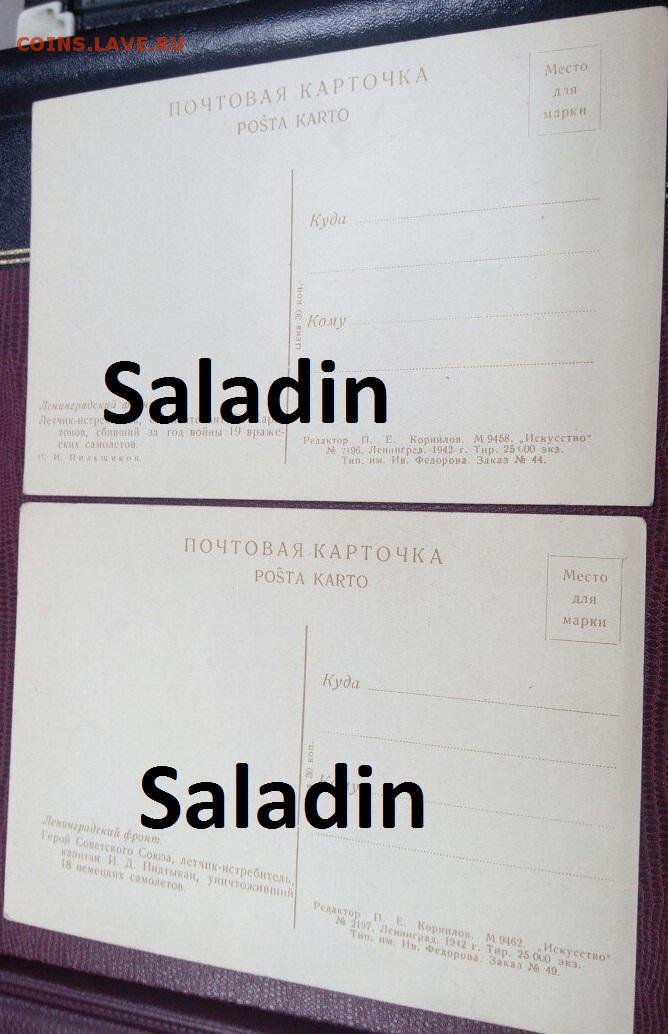 COINS.LAVE.RU
ПОЧТОВАЯ КАРТОЧКА
POŜTA KARTO
Место
для
марки
Куда
Кому
Цена 30 коп.
Saladin
Ленинградский
Летчик-истре
тонов, сбивший за год войны 19 враже-
ских самолетов.
С. И. Пильщиков.
Редактор П. Е. Корнилов. М 9458. „Искусство"
№ 2196. Ленинград. 1942 г. Тир. 25 000 экз.
Тип. им. Ив. Федорова. Заказ № 44.
ПОЧТОВАЯ КАРТОЧКА
POŜTA KARTO
Место
для
марки
Куда
Кому
30 коп.
Saladin
Ленинградский фронт.
Герой Советского Союза, летчик-истребитель,
капитан И. Д. Пидтыкан, уничтоживший
18 немецких самолетов.
Редактор П. Е. Корнилов. М 9462. „Искусство"
№ 2197. Ленинград. 1942 г. Тир. 25 000 экз.
Тип. им. Ив. Федорова. Заказ № 49.